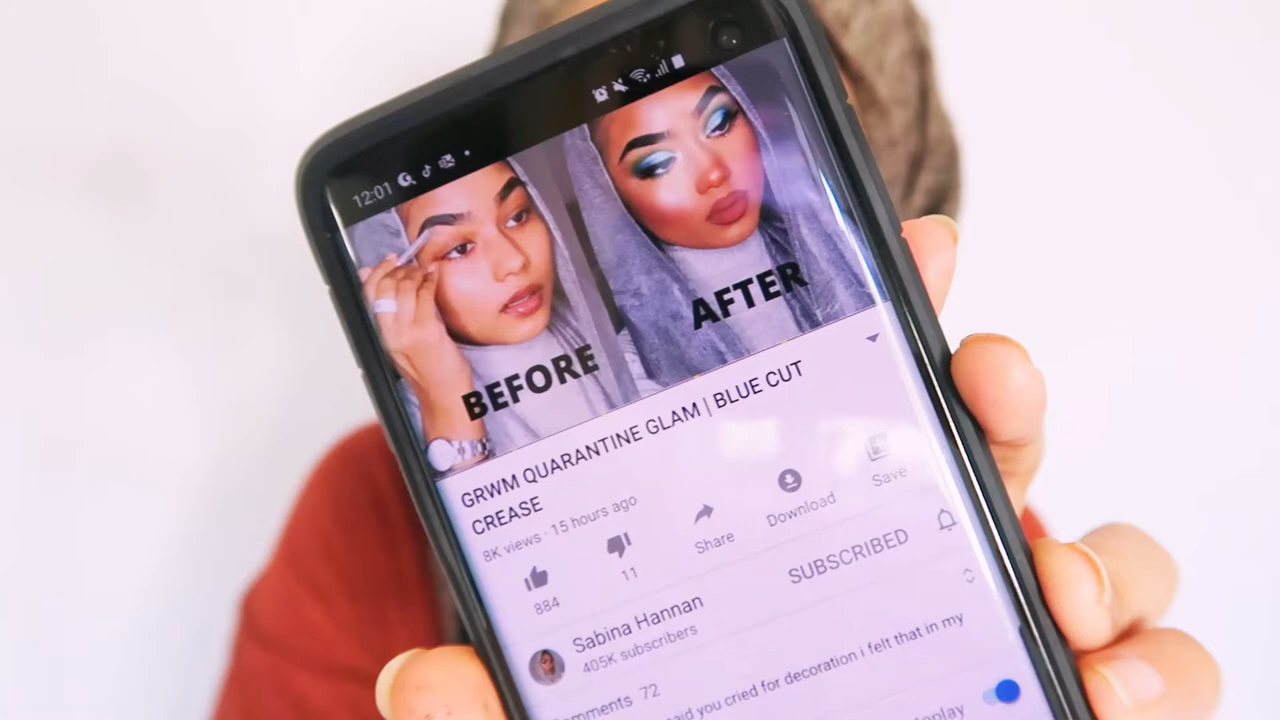 12:01
BEFORE
AFTER
GRWM QUARANTINE GLAM | BLUE CUT
CREASE
8K views · 15 hours ago
884
11
Share
Download
Save
Sabina Hannan
405K subscribers
SUBSCRIBED
72
said you cried for decoration i felt that in my